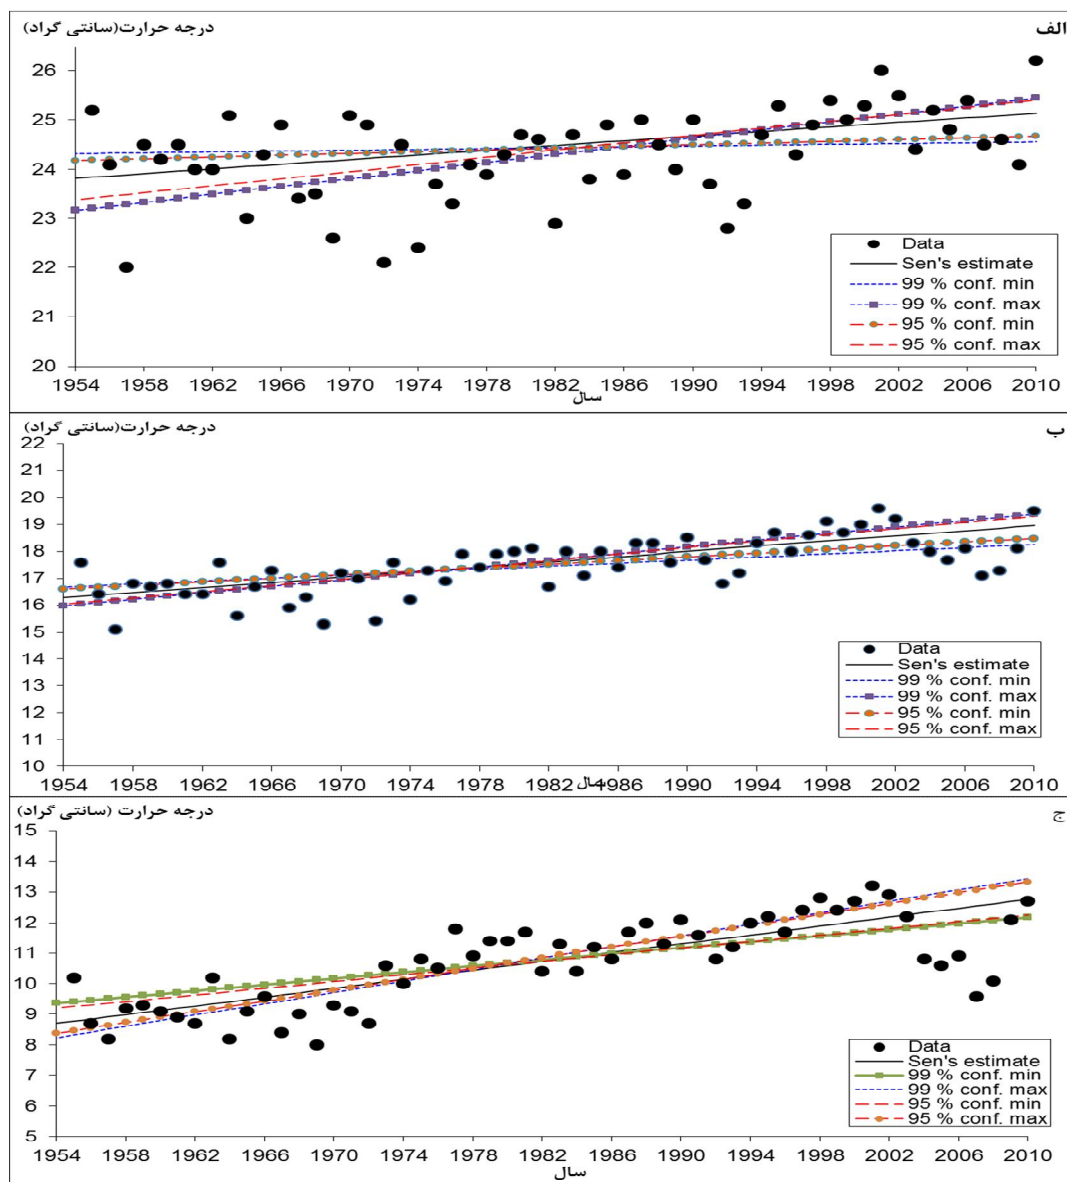 درجه حرارت(سانتی گراد)
الف
26
25
24
23
22
21
20
Data
Sen's estimate
99 % conf. min
99 % conf. max
95 % conf. min
95 % conf. max
1954 1958 1962 1966 1970 1974 1978 1982 1986 1990 1994 1998 2002 2006 2010
سال
درجه حرارت(سانتی گراد)
ب
22
21
20
19
18
17
16
15
14
13
12
11
10
Data
Sen's estimate
99 % conf. min
99 % conf. max
95 % conf. min
95 % conf. max
1954 1958 1962 1966 1970 1974 1978 1982 1986 1990 1994 1998 2002 2006 2010
سال
درجه حرارت (سانتی گراد)
ج
15
14
13
12
11
10
9
8
7
6
5
Data
Sen's estimate
99 % conf. min
99 % conf. max
95 % conf. min
95 % conf. max
1954 1958 1962 1966 1970 1974 1978 1982 1986 1990 1994 1998 2002 2006 2010
سال